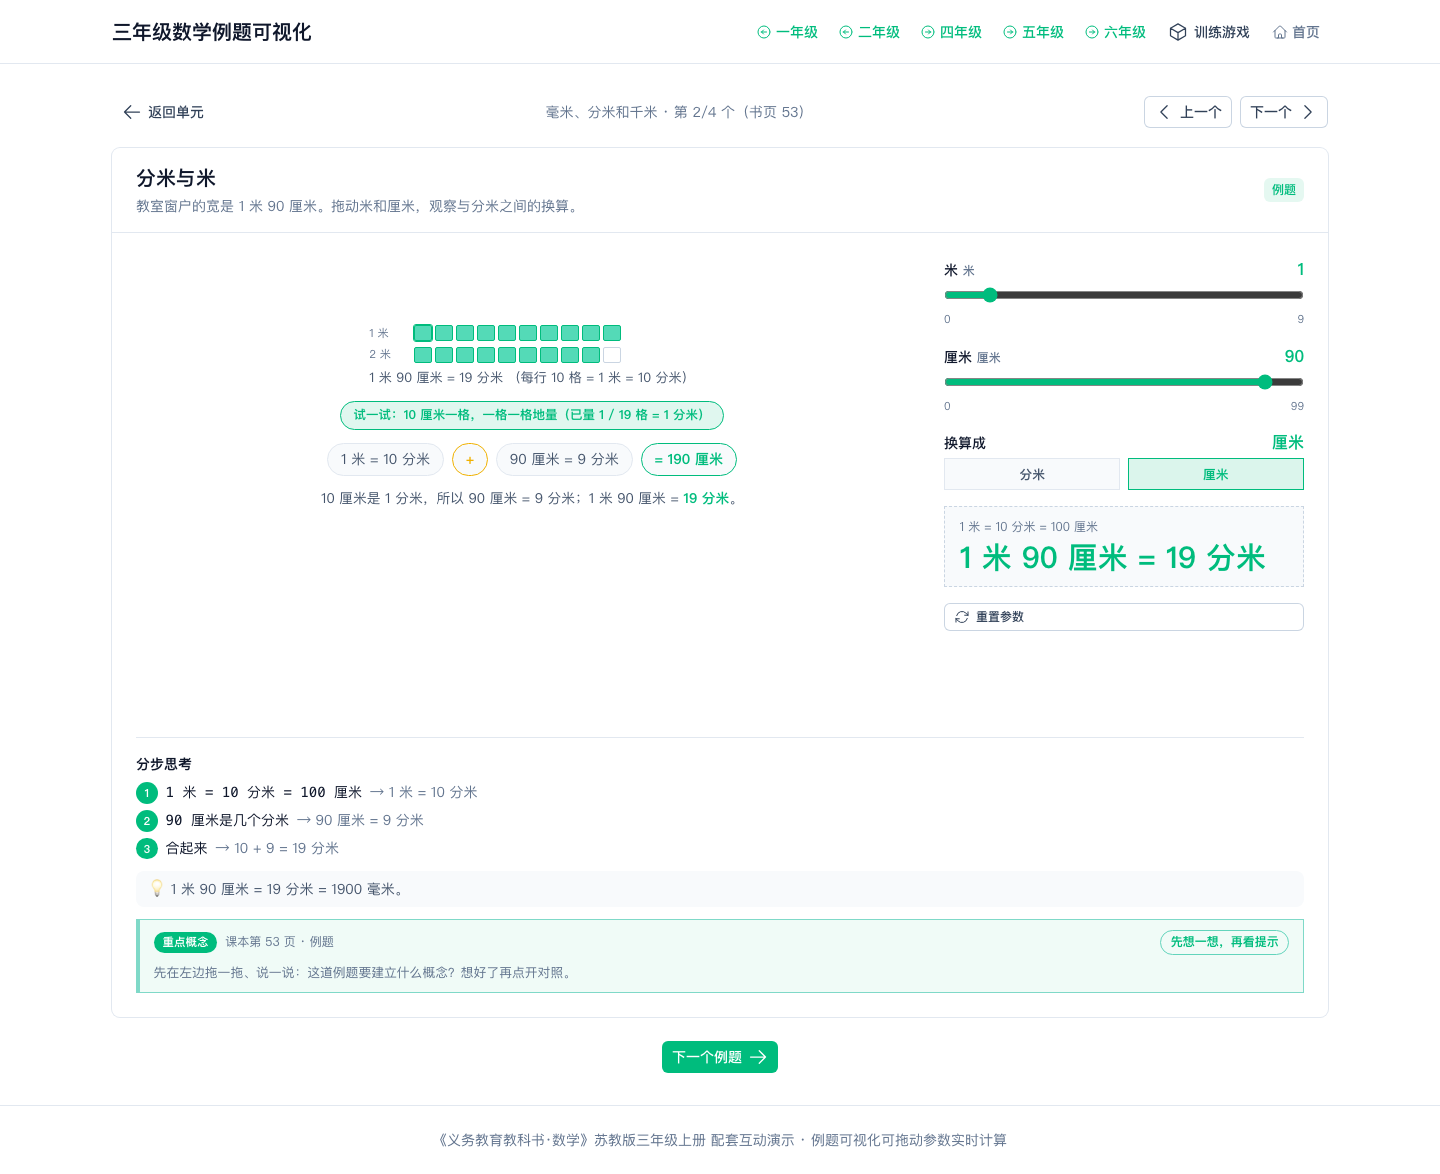 三年级数学例题可视化
一年级 二年级 四年级 五年级 六年级 训练游戏 首页
返回单元
毫米、分米和千米 · 第 2/4 个（书页 53）
上一个 下一个
分米与米
教室窗户的宽是 1 米 90 厘米。拖动米和厘米，观察与分米之间的换算。
例题
1 米
2 米
1 米 90 厘米 = 19 分米 （每行 10 格 = 1 米 = 10 分米）
试一试：10 厘米一格，一格一格地量（已量 1 / 19 格 = 1 分米）
1 米 = 10 分米 + 90 厘米 = 9 分米 = 190 厘米
10 厘米是 1 分米，所以 90 厘米 = 9 分米；1 米 90 厘米 = 19 分米。
米 米 1
0 9
厘米 厘米 90
0 99
换算成 厘米
分米 厘米
1 米 = 10 分米 = 100 厘米
1 米 90 厘米 = 19 分米
重置参数
分步思考
1 1 米 = 10 分米 = 100 厘米 → 1 米 = 10 分米
2 90 厘米是几个分米 → 90 厘米 = 9 分米
3 合起来 → 10 + 9 = 19 分米
1 米 90 厘米 = 19 分米 = 1900 毫米。
重点概念 课本第 53 页 · 例题
先想一想，再看提示
先在左边拖一拖、说一说：这道例题要建立什么概念？想好了再点开对照。
下一个例题
《义务教育教科书·数学》苏教版三年级上册 配套互动演示 · 例题可视化可拖动参数实时计算